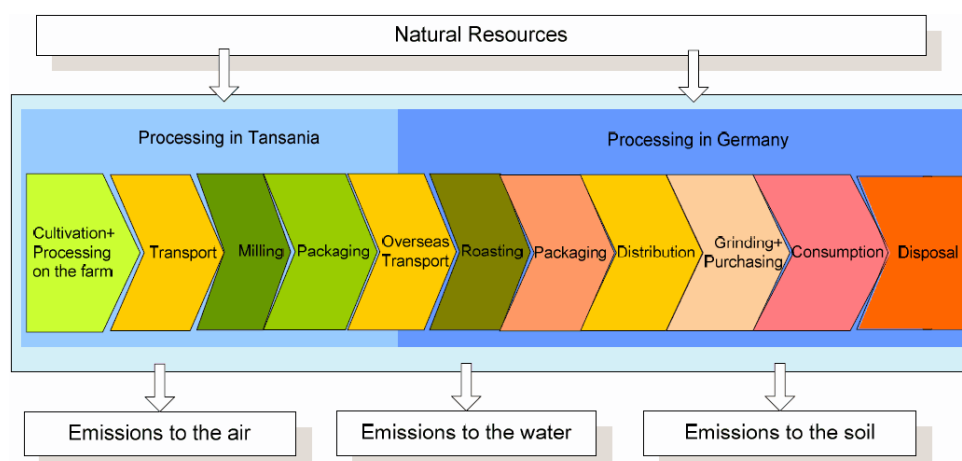 Natural Resources
Processing in Tansania
Processing in Germany
Cultivation+
Processing
on the farm
Transport
Milling
Packaging
Overseas
Transport
Roasting
Packaging
Distribution
Grinding+
Purchasing
Consumption
Disposal
Emissions to the air
Emissions to the water
Emissions to the soil